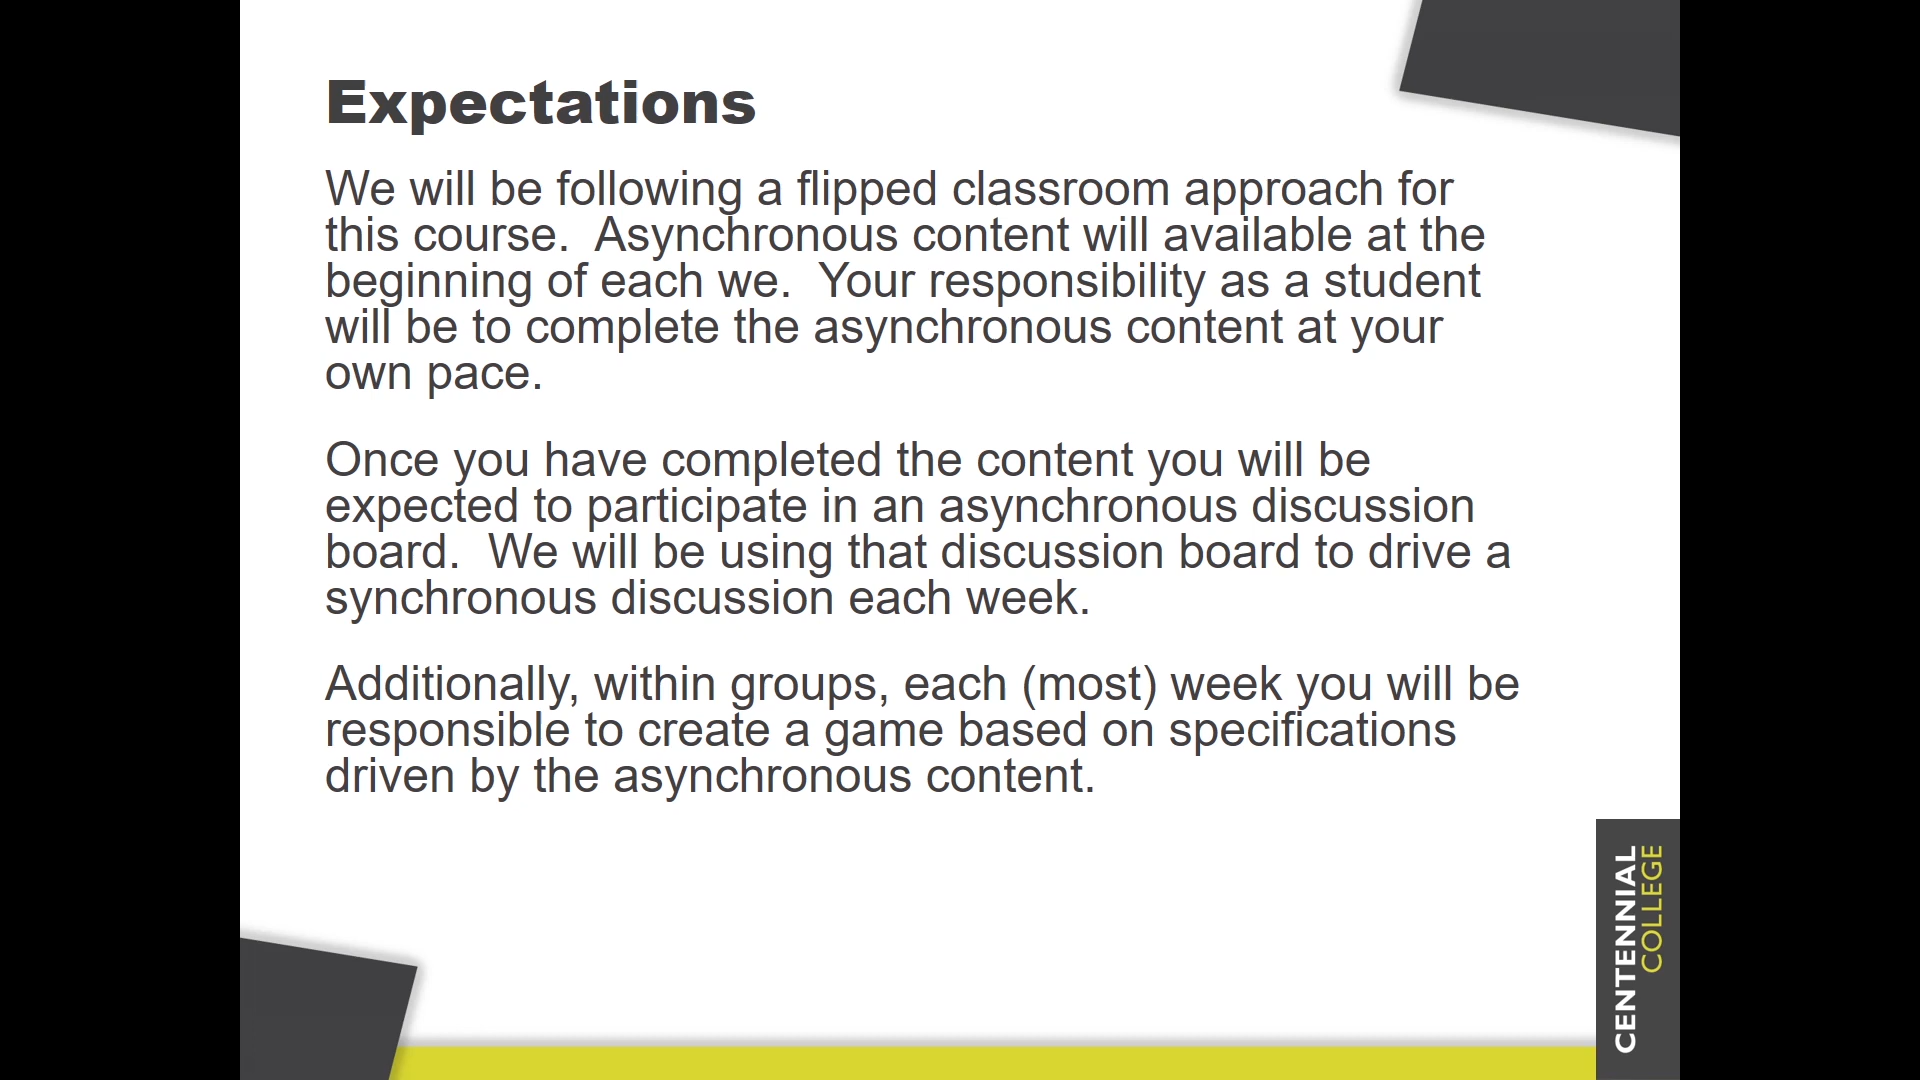 Expectations
We will be following a flipped classroom approach for
this course.  Asynchronous content will available at the
beginning of each we.  Your responsibility as a student
will be to complete the asynchronous content at your
own pace.
Once you have completed the content you will be
expected to participate in an asynchronous discussion
board.  We will be using that discussion board to drive a
synchronous discussion each week.
Additionally, within groups, each (most) week you will be
responsible to create a game based on specifications
driven by the asynchronous content.
CENTENNIAL
COLLEGE